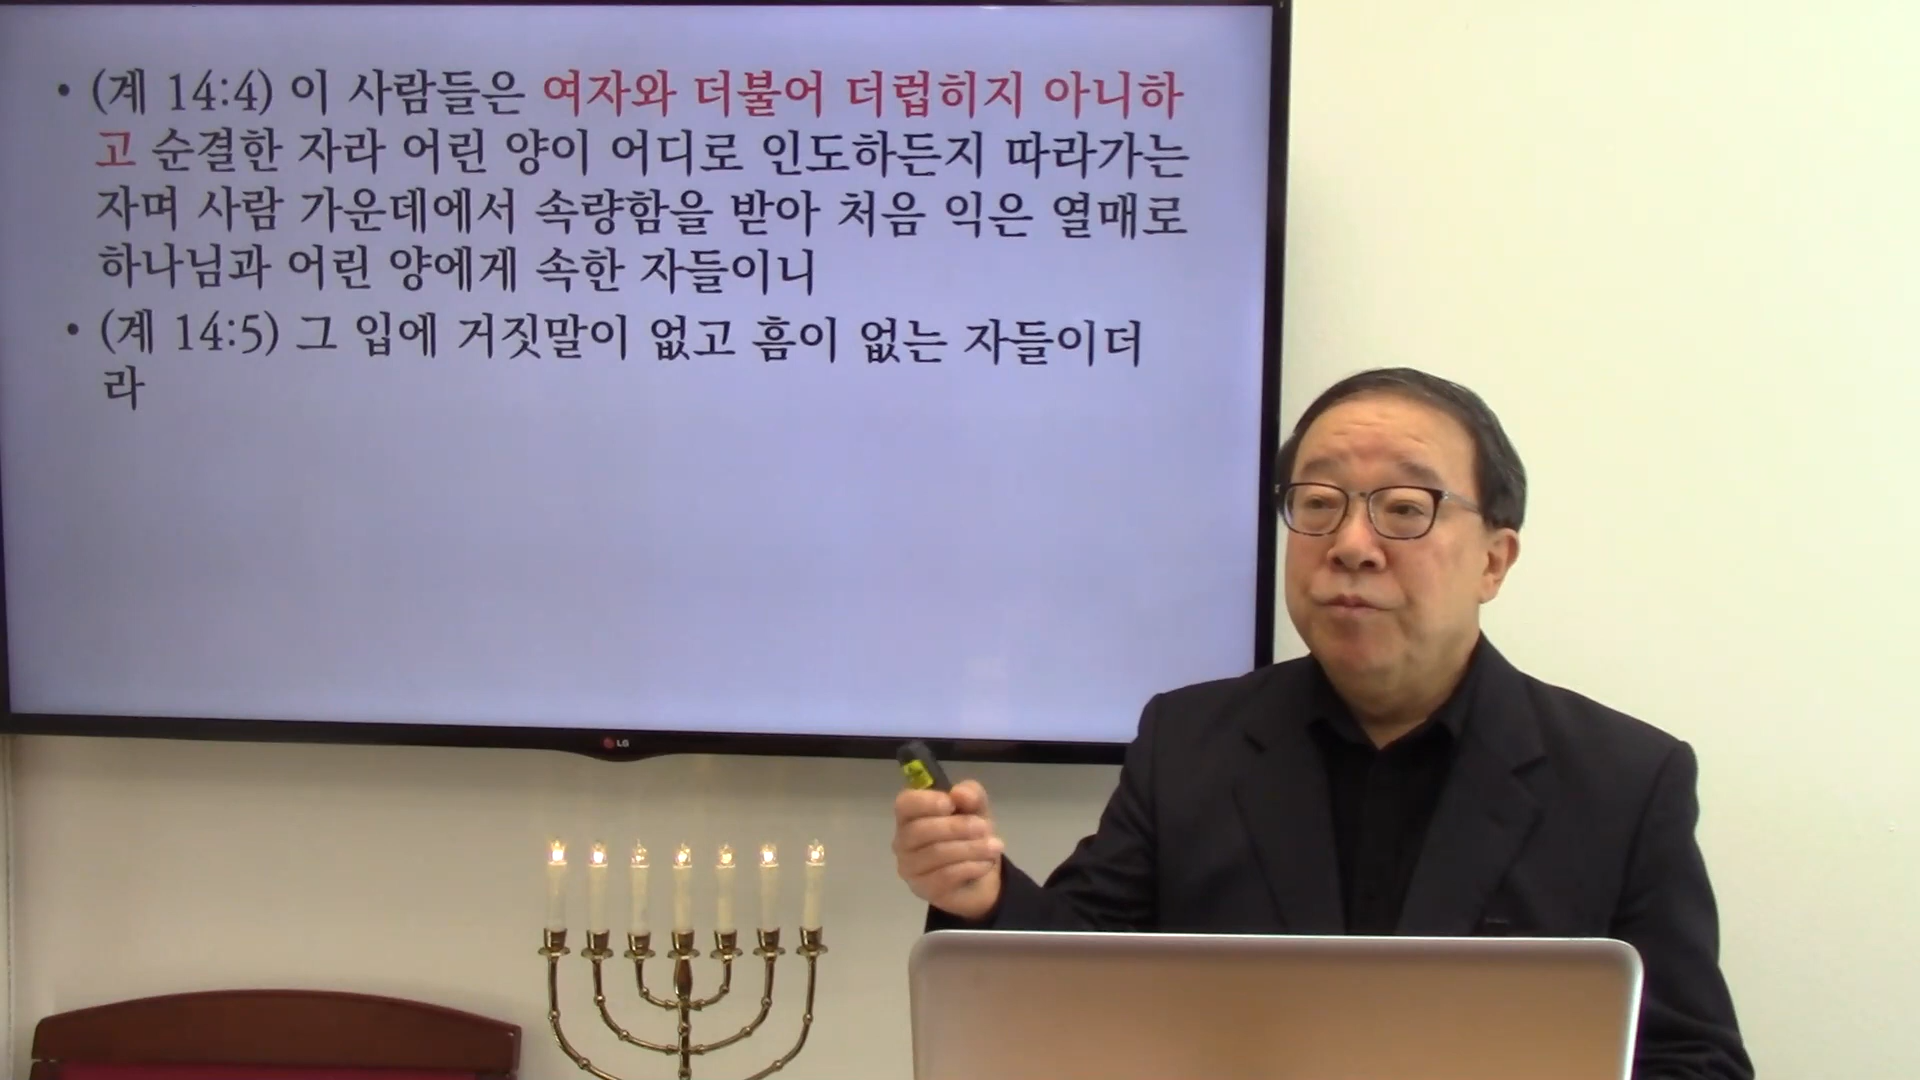 • (계 14:4) 이 사람들은 여자와 더불어 더럽히지 아니하
고 순결한 자라 어린 양이 어디로 인도하든지 따라가는
자며 사람 가운데에서 속량함을 받아 처음 익은 열매로
하나님과 어린 양에게 속한 자들이니
• (계 14:5) 그 입에 거짓말이 없고 흠이 없는 자들이더
라
LG